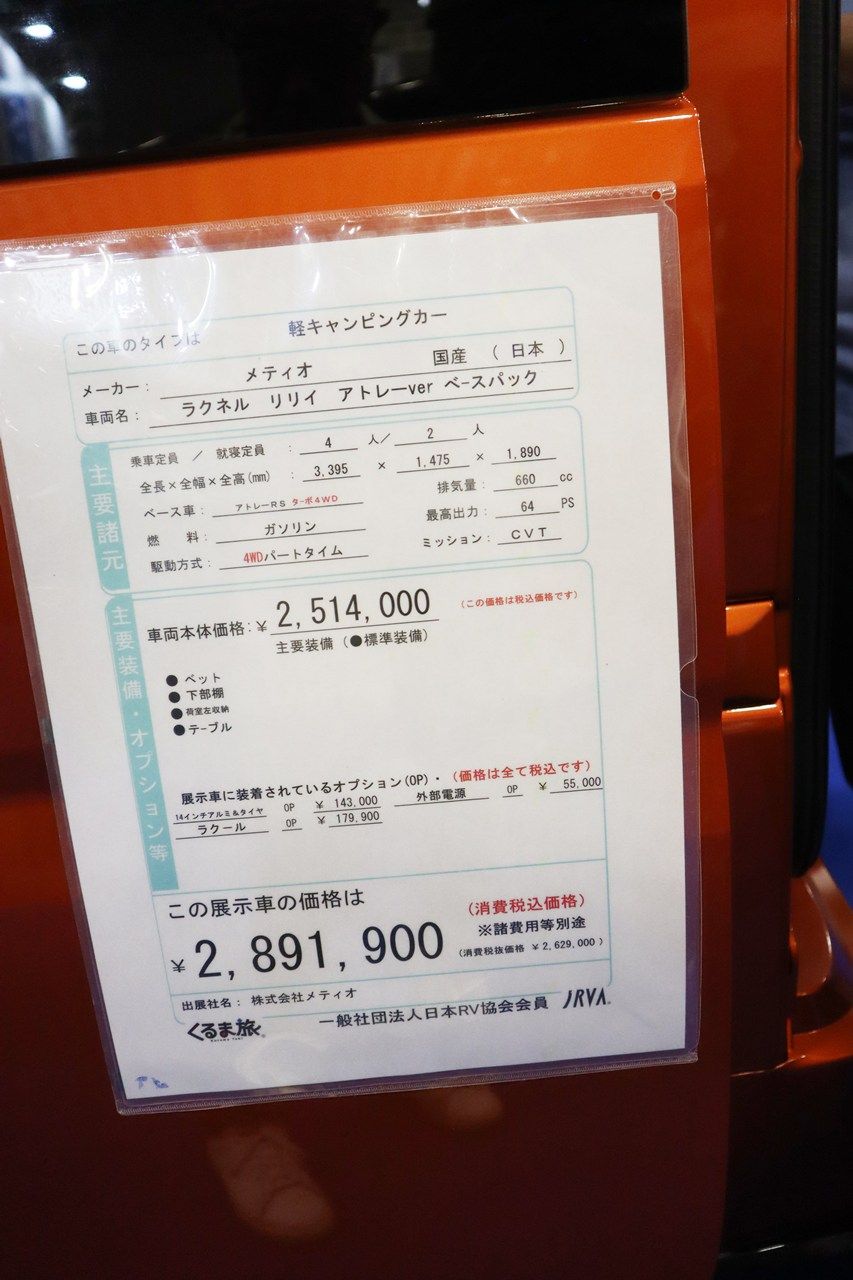 この車のタイプは 軽キャンピングカー
メーカー： メティオ 国産 （ 日本 ）
車両名： ラクネル リリイ アトレーver ベースパック
主要諸元
乗車定員 ／ 就寝定員 ： 4 人／ 2 人
全長×全幅×全高(mm) ： 3,395 × 1,475 × 1,890
ベース車： アトレーRS ターボ4WD 排気量： 660 cc
燃 料： ガソリン 最高出力： 64 PS
駆動方式： 4WDパートタイム ミッション： CVT
主要装備・オプション等
車両本体価格：¥ 2,514,000 （この価格は税込価格です）
主要装備（●標準装備）
● ベット
● 下部棚
● 荷室左収納
● テーブル
展示車に装着されているオプション(OP)・ （価格は全て税込です）
14インチアルミ&タイヤ OP ¥ 143,000 外部電源 OP ¥ 55,000
ラクール OP ¥ 179,900
この展示車の価格は （消費税込価格）
¥ 2,891,900 ※諸費用等別途
（消費税抜価格 ¥ 2,629,000 ）
出展社名： 株式会社メティオ
くるま旅 一般社団法人日本RV協会会員 JRVA
KURUMA TABI